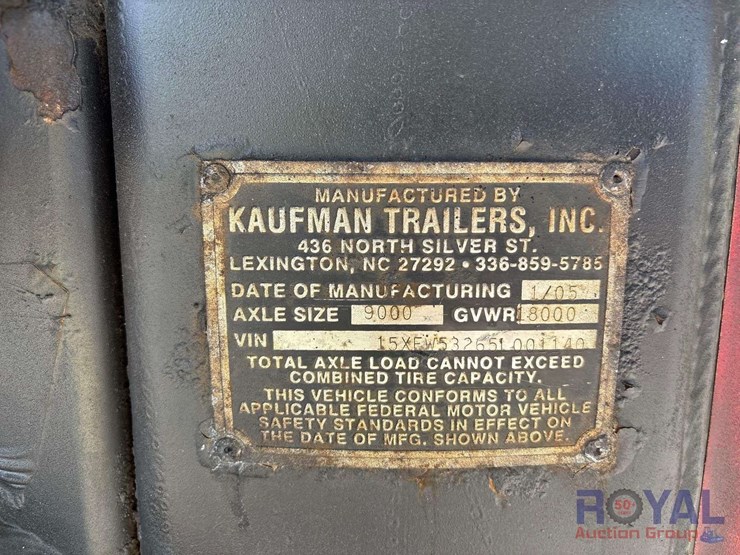 MANUFACTURED BY
KAUFMAN TRAILERS, INC.
436 NORTH SILVER ST.
LEXINGTON, NC 27292 • 336-859-5785
DATE OF MANUFACTURING 1/05
AXLE SIZE 9000 GVWR 18000
VIN 15XFW53265L001140
TOTAL AXLE LOAD CANNOT EXCEED
COMBINED TIRE CAPACITY.
THIS VEHICLE CONFORMS TO ALL
APPLICABLE FEDERAL MOTOR VEHICLE
SAFETY STANDARDS IN EFFECT ON
THE DATE OF MFG. SHOWN ABOVE.
ROYAL
50+
Auction Group